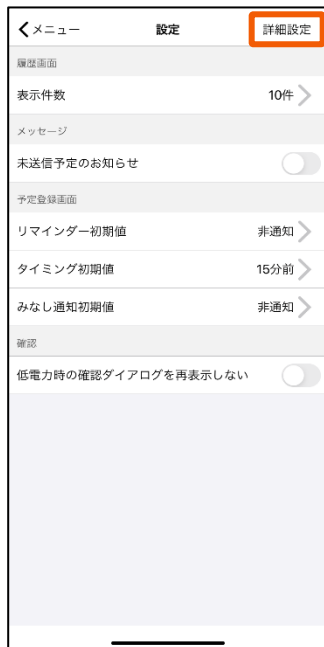 メニュー 設定 詳細設定
履歴画面
表示件数 10件
メッセージ
未送信予定のお知らせ
予定登録画面
リマインダー初期値 非通知
タイミング初期値 15分前
みなし通知初期値 非通知
確認
低電力時の確認ダイアログを再表示しない